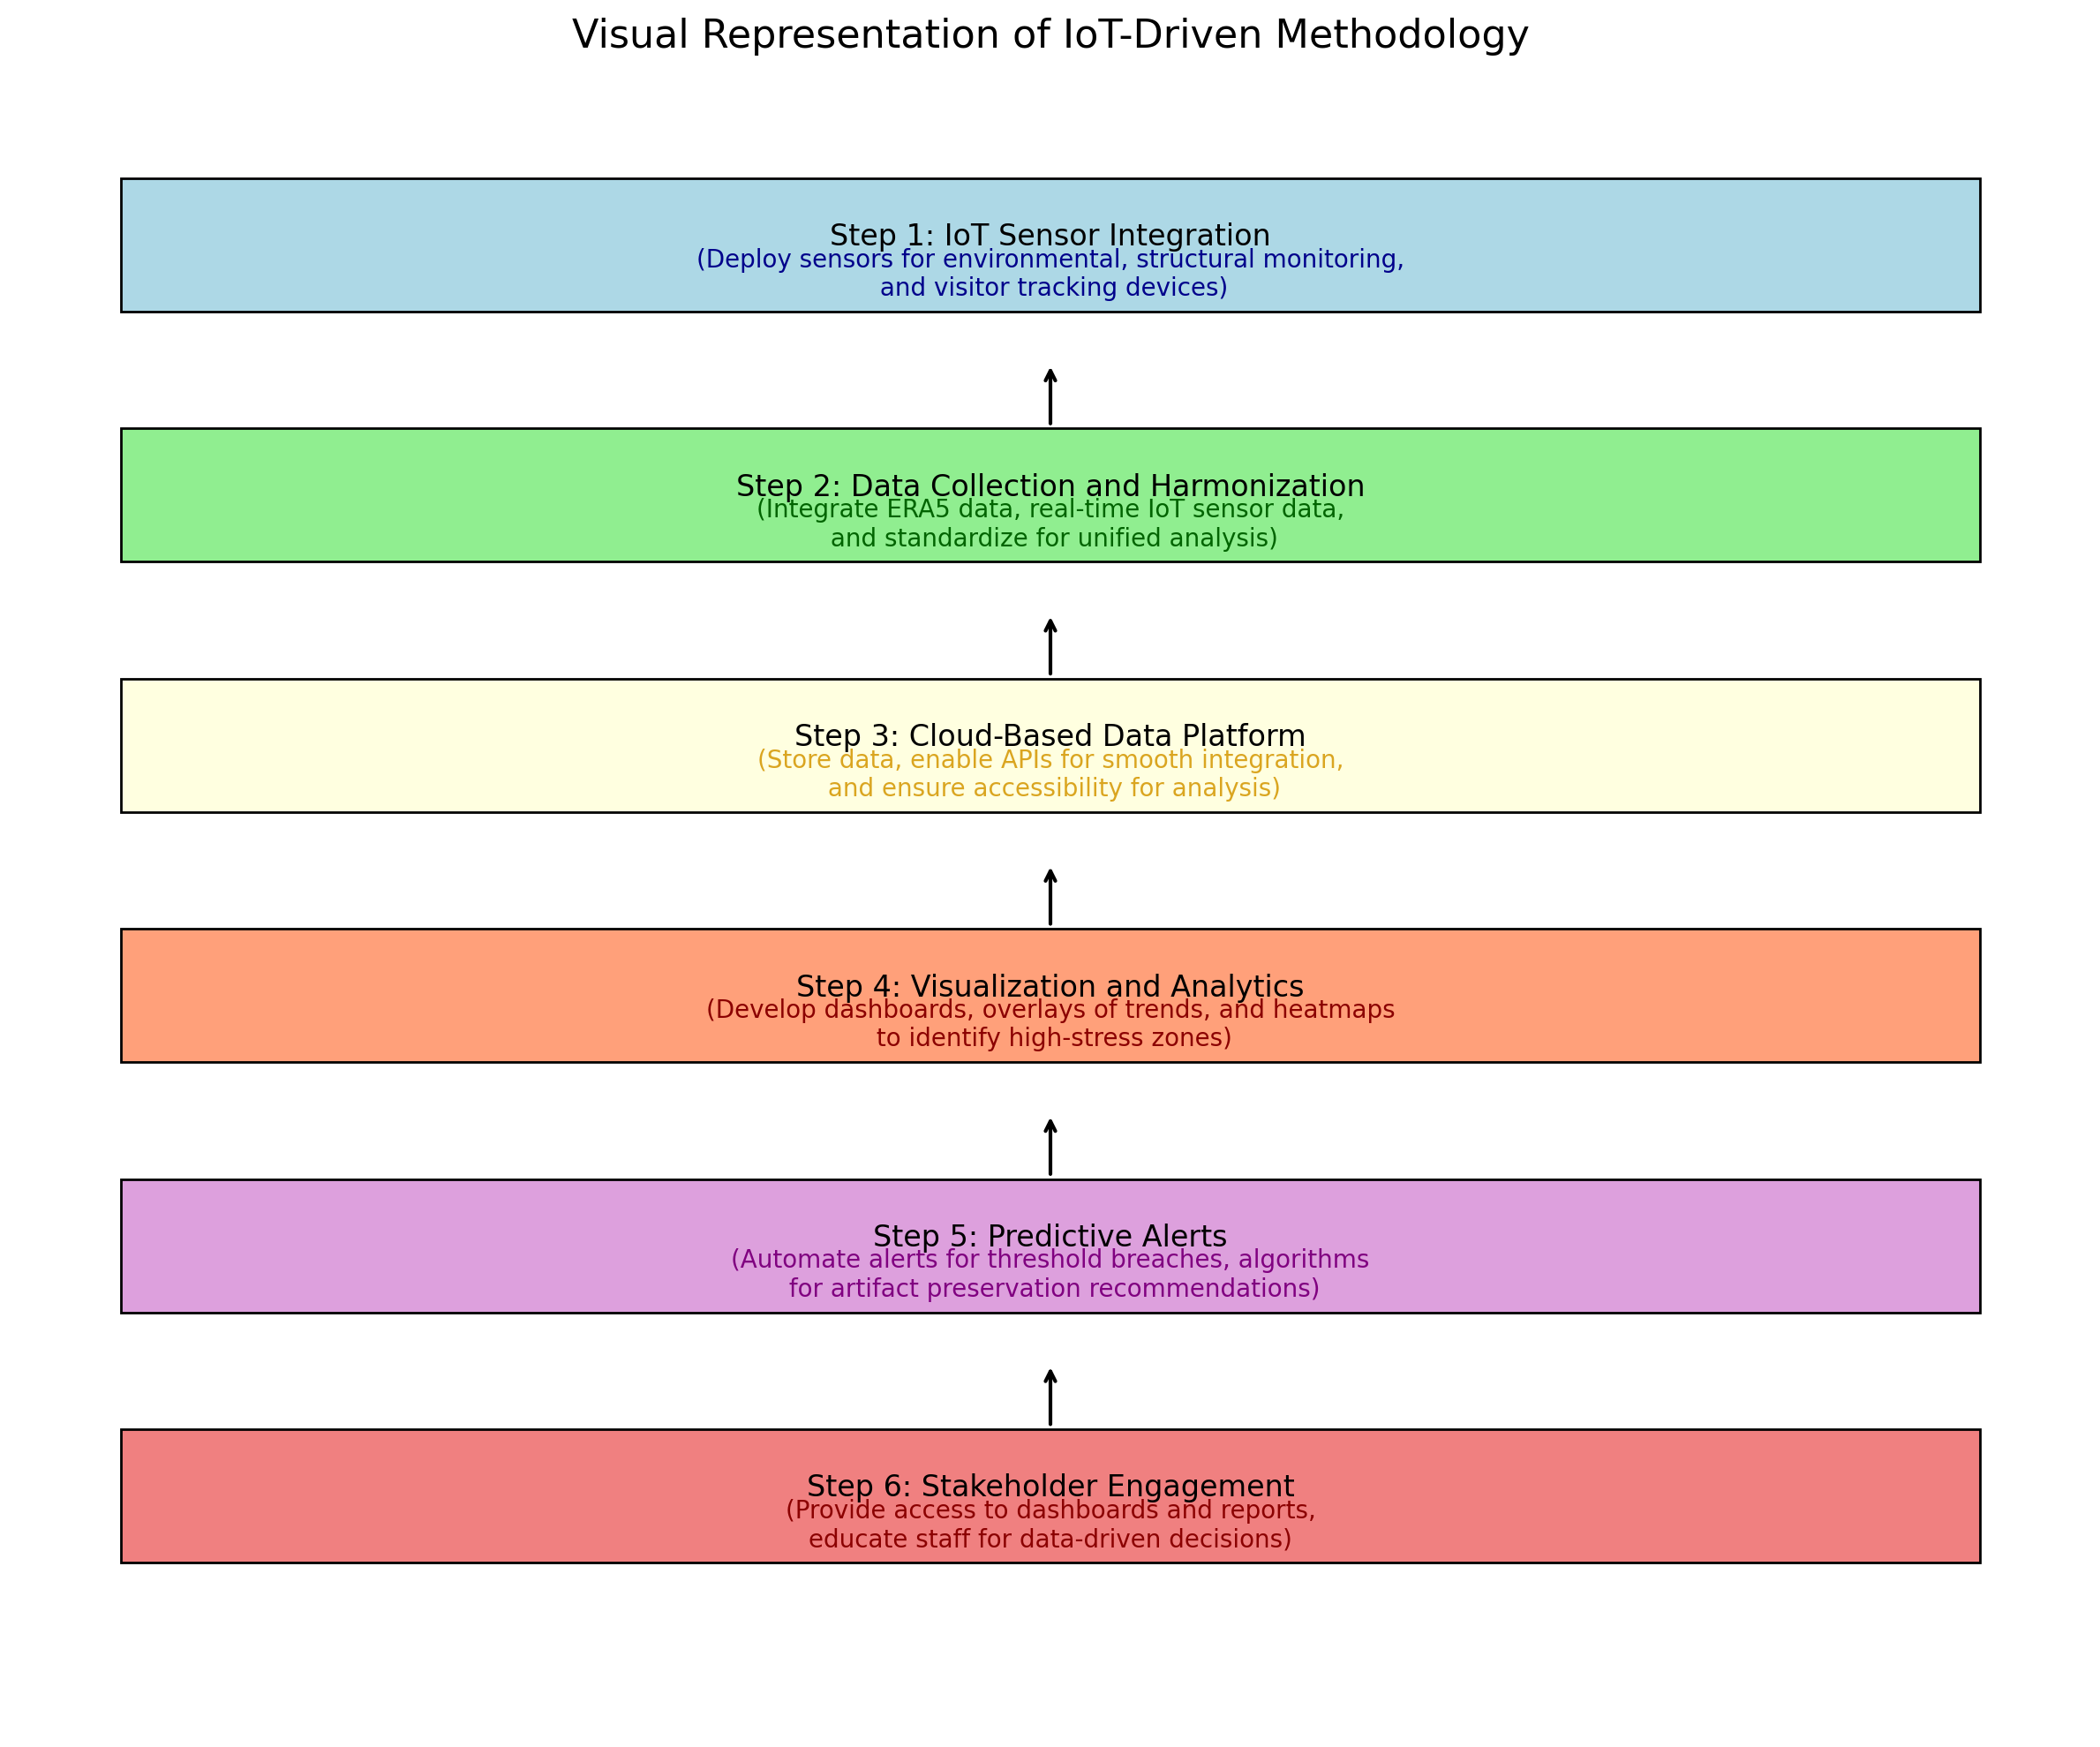 Visual Representation of IoT-Driven Methodology
Step 1: IoT Sensor Integration
(Deploy sensors for environmental, structural monitoring,
and visitor tracking devices)
Step 2: Data Collection and Harmonization
(Integrate ERA5 data, real-time IoT sensor data,
and standardize for unified analysis)
Step 3: Cloud-Based Data Platform
(Store data, enable APIs for smooth integration,
and ensure accessibility for analysis)
Step 4: Visualization and Analytics
(Develop dashboards, overlays of trends, and heatmaps
to identify high-stress zones)
Step 5: Predictive Alerts
(Automate alerts for threshold breaches, algorithms
for artifact preservation recommendations)
Step 6: Stakeholder Engagement
(Provide access to dashboards and reports,
educate staff for data-driven decisions)